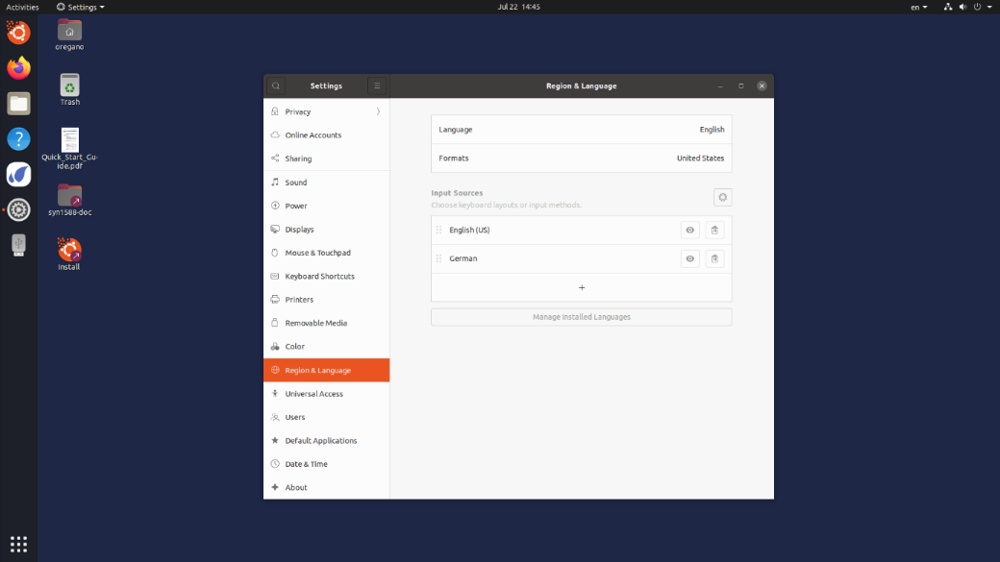 Activities
Settings
Jul 22 14:45
en
oregano
Trash
Quick_Start_Gu-
ide.pdf
syn1588-doc
Install
Settings
Region & Language
Privacy
Online Accounts
Sharing
Sound
Power
Displays
Mouse & Touchpad
Keyboard Shortcuts
Printers
Removable Media
Color
Region & Language
Universal Access
Users
Default Applications
Date & Time
About
Language English
Formats United States
Input Sources
Choose keyboard layouts or input methods.
English (US)
German
Manage Installed Languages